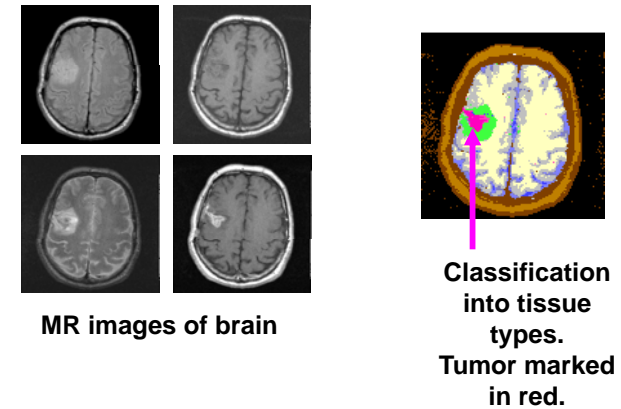 MR images of brain
Classification
into tissue
types.
Tumor marked
in red.